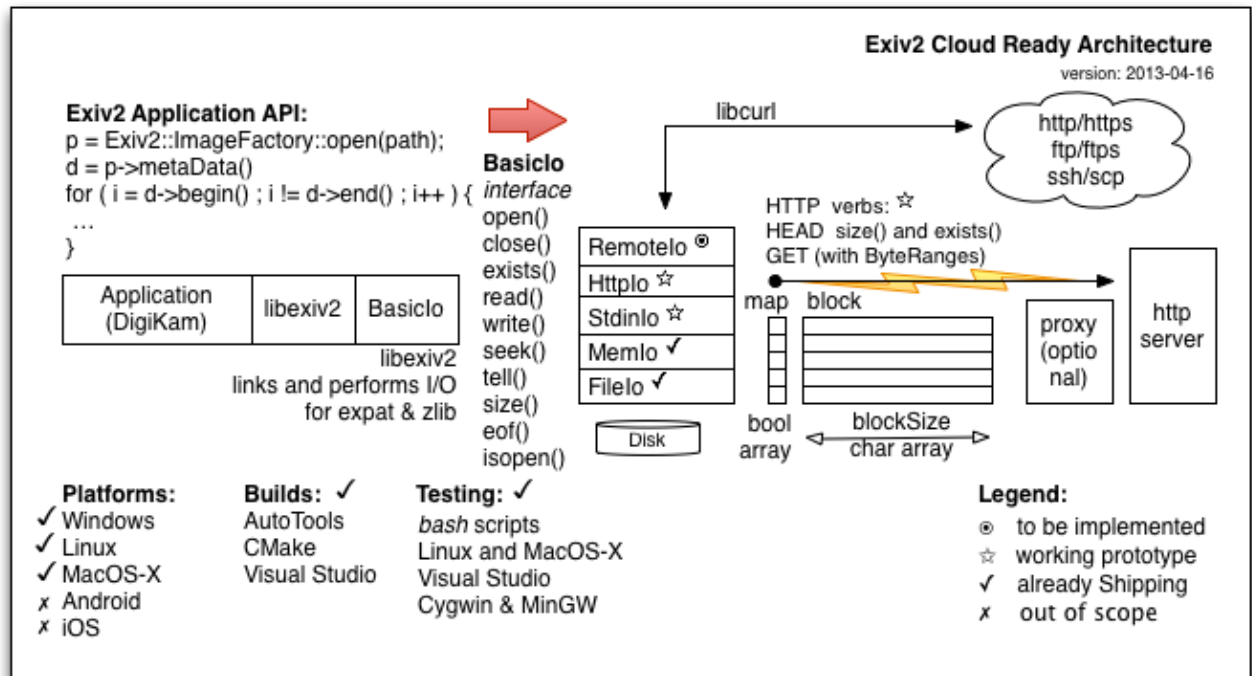 Exiv2 Cloud Ready Architecture
version: 2013-04-16
Exiv2 Application API:
p = Exiv2::ImageFactory::open(path);
d = p->metaData()
for ( i = d->begin() ; i != d->end() ; i++ ) {
...
}
Application
(DigiKam)
libexiv2
BasicIo
libexiv2
links and performs I/O
for expat & zlib
BasicIo
interface
open()
close()
exists()
read()
write()
seek()
tell()
size()
eof()
isopen()
libcurl
http/https
ftp/ftps
ssh/scp
RemoteIo ⦿
HttpIo ☆
StdinIo ☆
MemIo ✓
FileIo ✓
Disk
HTTP verbs: ☆
HEAD size() and exists()
GET (with ByteRanges)
map
block
bool
array
blockSize
char array
proxy
(optio
nal)
http
server
Platforms:
✓ Windows
✓ Linux
✓ MacOS-X
✗ Android
✗ iOS
Builds: ✓
AutoTools
CMake
Visual Studio
Testing: ✓
bash scripts
Linux and MacOS-X
Visual Studio
Cygwin & MinGW
Legend:
⦿ to be implemented
☆ working prototype
✓ already Shipping
✗ out of scope